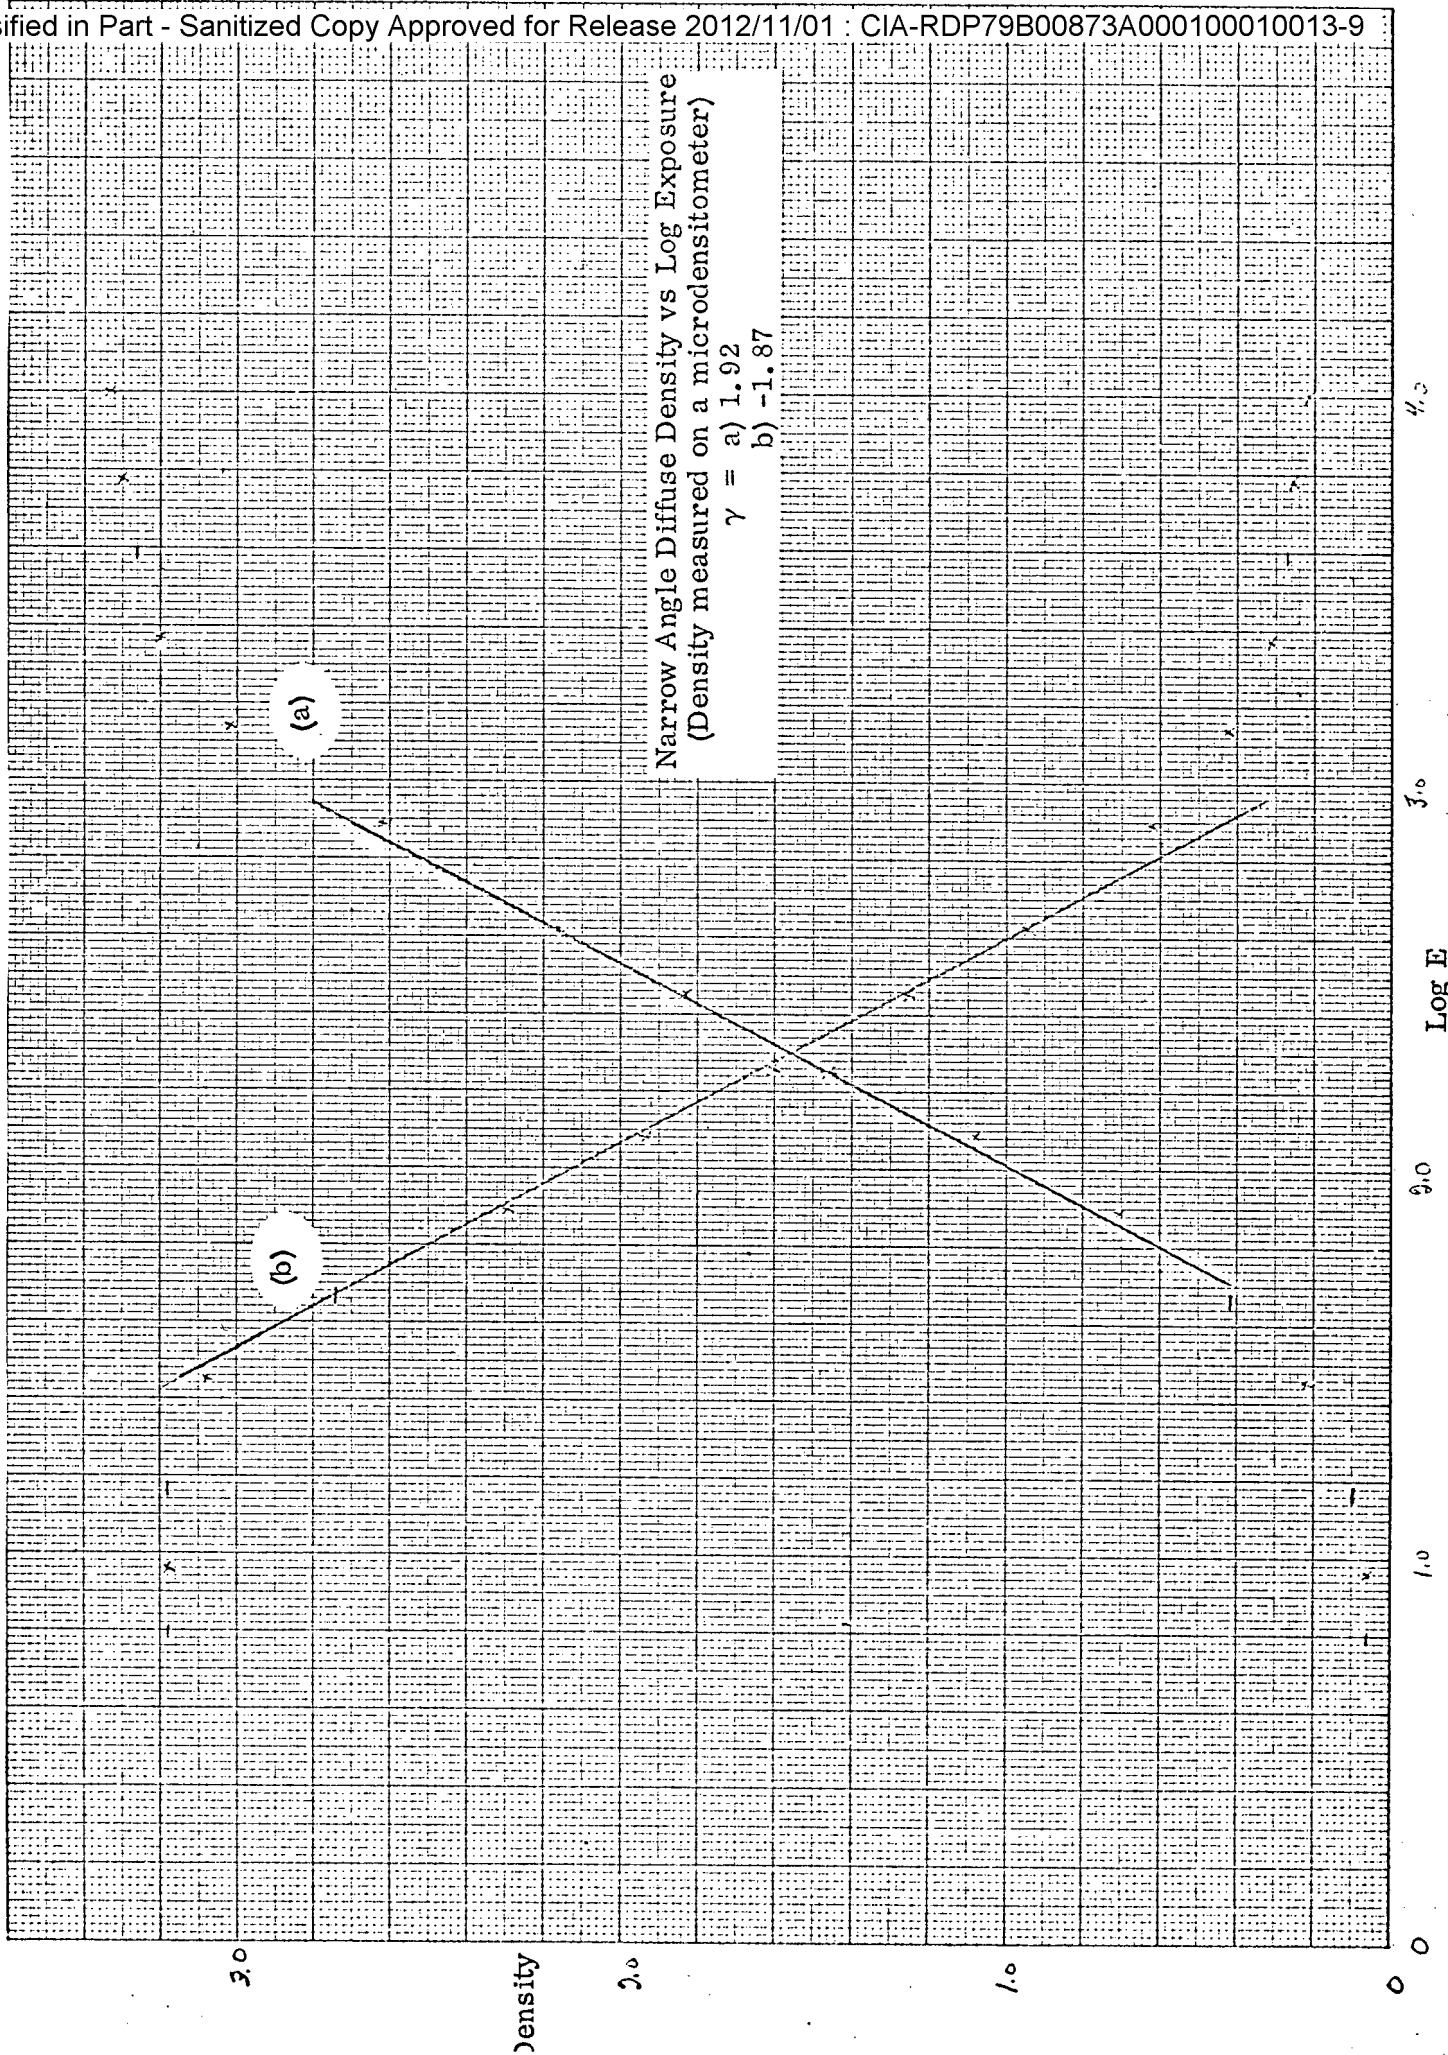 sified in Part - Sanitized Copy Approved for Release 2012/11/01 : CIA-RDP79B00873A000100010013-9
Narrow Angle Diffuse Density vs Log Exposure
(Density measured on a microdensitometer)
γ = a) 1.92
b) -1.87
(a)
(b)
3.0
Density
2.0
1.0
0
0
1.0
2.0
3.0
4.0
Log E